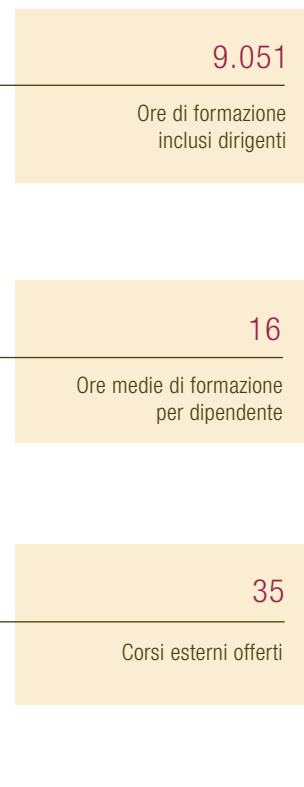 9.051
Ore di formazione
inclusi dirigenti
16
Ore medie di formazione
per dipendente
35
Corsi esterni offerti